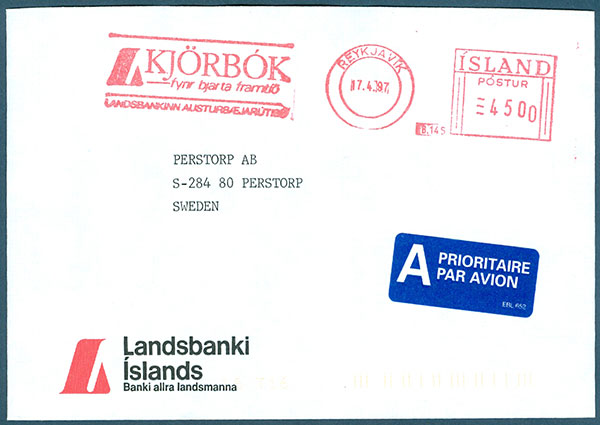 KJÖRBÓK
fyrir bjarta framtíð
LANDSBANKINN AUSTURBÆJARÚTIBÚ
REYKJAVÍK
17.4.97
B.145
ÍSLAND
PÓSTUR
4500
PERSTORP AB
S-284 80 PERSTORP
SWEDEN
A PRIORITAIRE
PAR AVION
EBL 652
Landsbanki
Íslands
Banki allra landsmanna